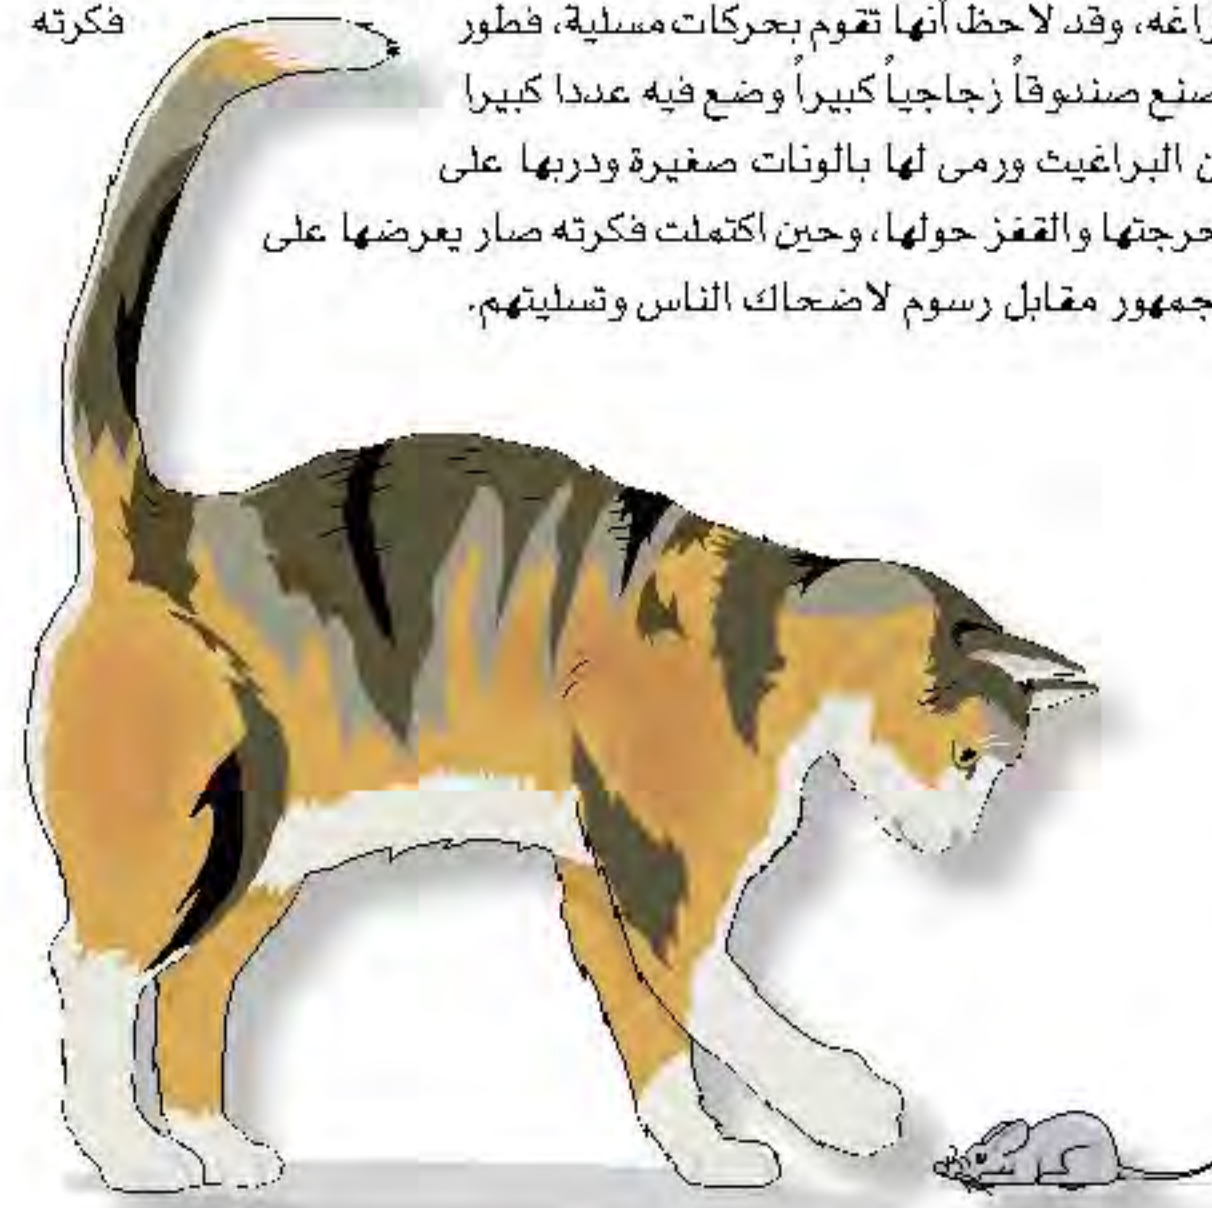 راغه، وقد لاحظ أنها تقوم بحركات مسلية، فطور فكرته
صنع صندوقاً زجاجياً كبيراً وضع فيه عددا كبيرا
ن البراغيث ورمى لها بالونات صغيرة ودربها على
حرجتها والقفز حولها، وحين اكتملت فكرته صار يعرضها على
جمهور مقابل رسوم لاضحاك الناس وتسليتهم.